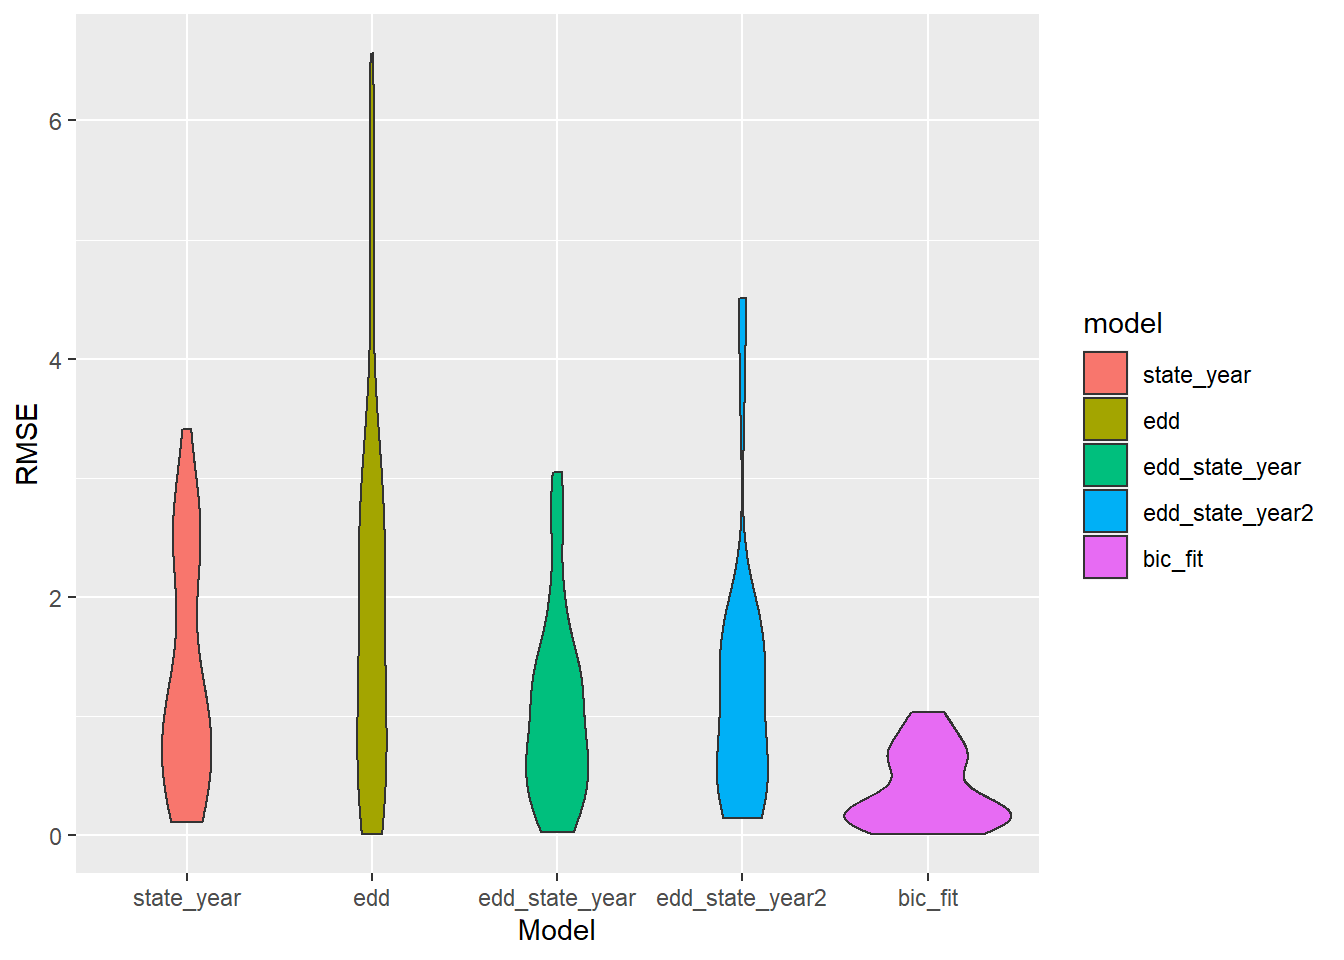 RMSE
6
4
2
0
state_year
edd
edd_state_year
edd_state_year2
bic_fit
Model
model
state_year
edd
edd_state_year
edd_state_year2
bic_fit